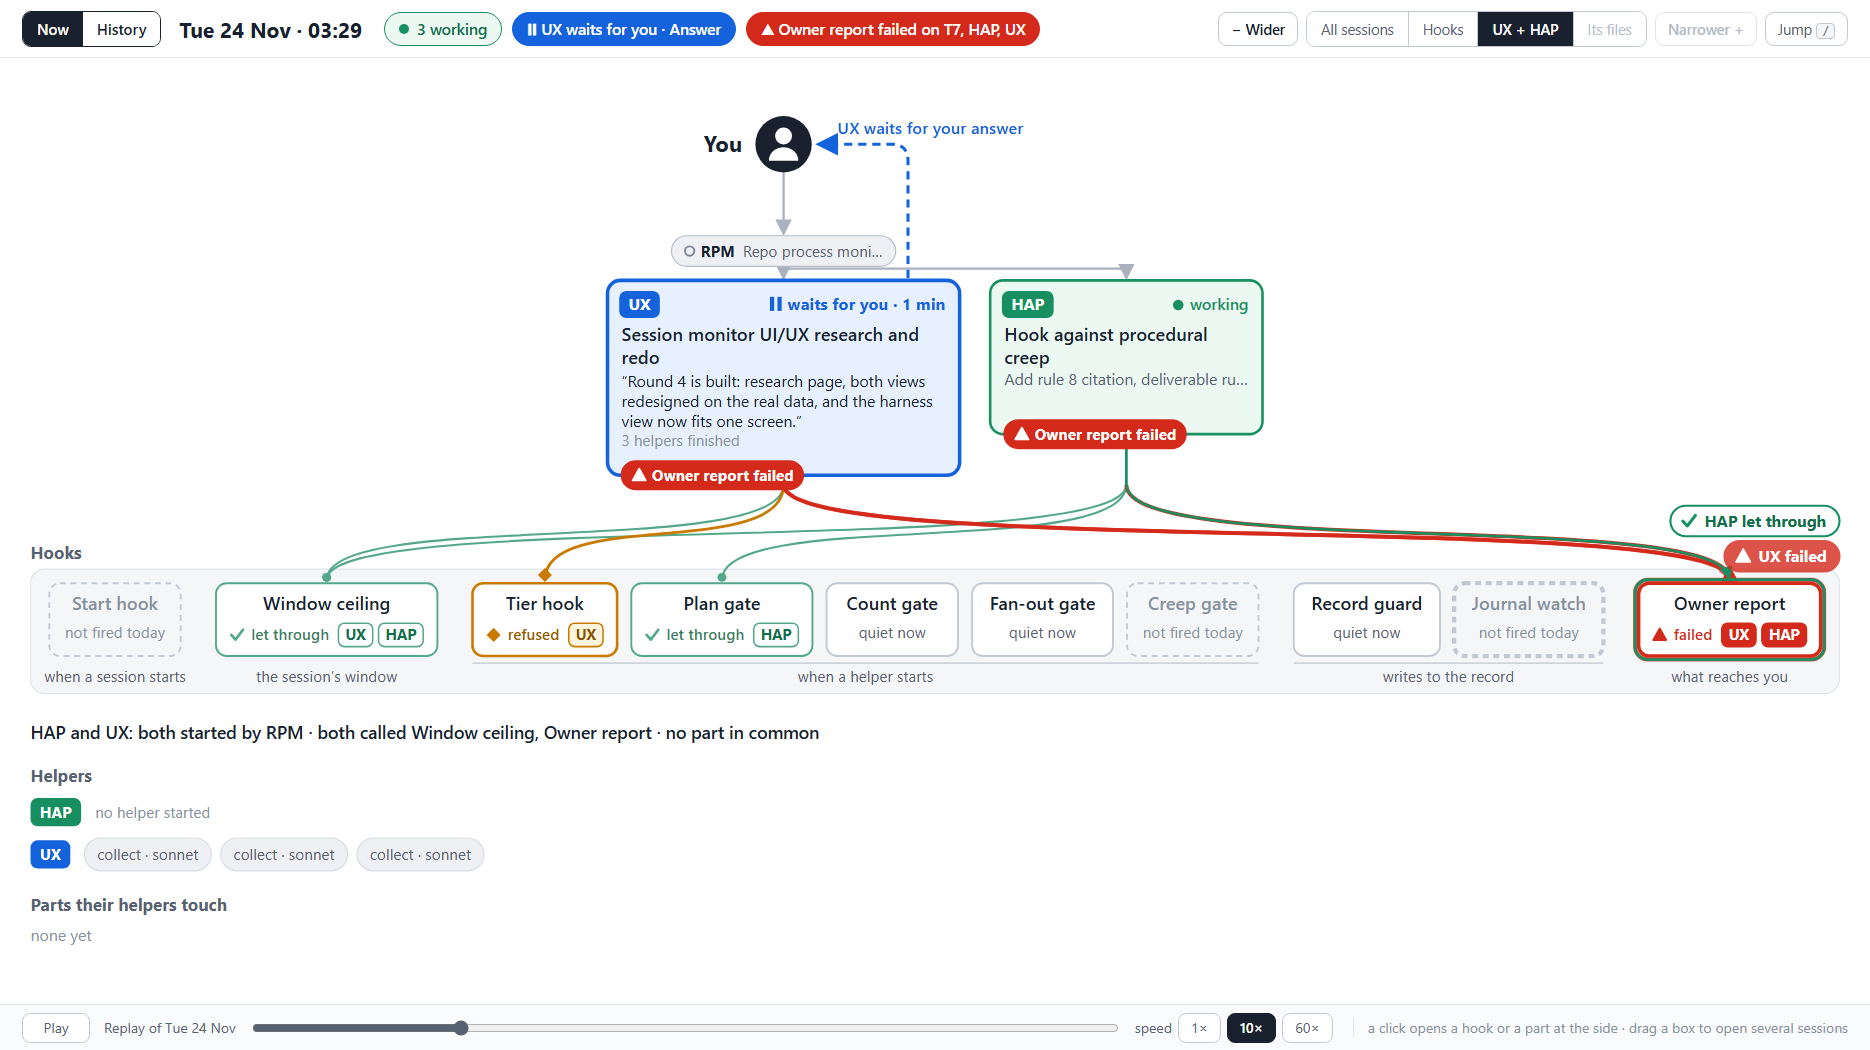 Now
History
Tue 24 Nov · 03:29
3 working
UX waits for you · Answer
Owner report failed on T7, HAP, UX
− Wider
All sessions
Hooks
UX + HAP
Its files
Narrower +
Jump /
You
UX waits for your answer
RPM Repo process moni...
UX
waits for you · 1 min
Session monitor UI/UX research and
redo
“Round 4 is built: research page, both views
redesigned on the real data, and the harness
view now fits one screen.”
3 helpers finished
Owner report failed
HAP
working
Hook against procedural
creep
Add rule 8 citation, deliverable ru...
Owner report failed
HAP let through
UX failed
Hooks
Start hook
not fired today
Window ceiling
let through UX HAP
Tier hook
refused UX
Plan gate
let through HAP
Count gate
quiet now
Fan-out gate
quiet now
Creep gate
not fired today
Record guard
quiet now
Journal watch
not fired today
Owner report
failed UX HAP
when a session starts
the session’s window
when a helper starts
writes to the record
what reaches you
HAP and UX: both started by RPM · both called Window ceiling, Owner report · no part in common
Helpers
HAP no helper started
UX collect · sonnet collect · sonnet collect · sonnet
Parts their helpers touch
none yet
Play
Replay of Tue 24 Nov
speed 1× 10× 60×
a click opens a hook or a part at the side · drag a box to open several sessions